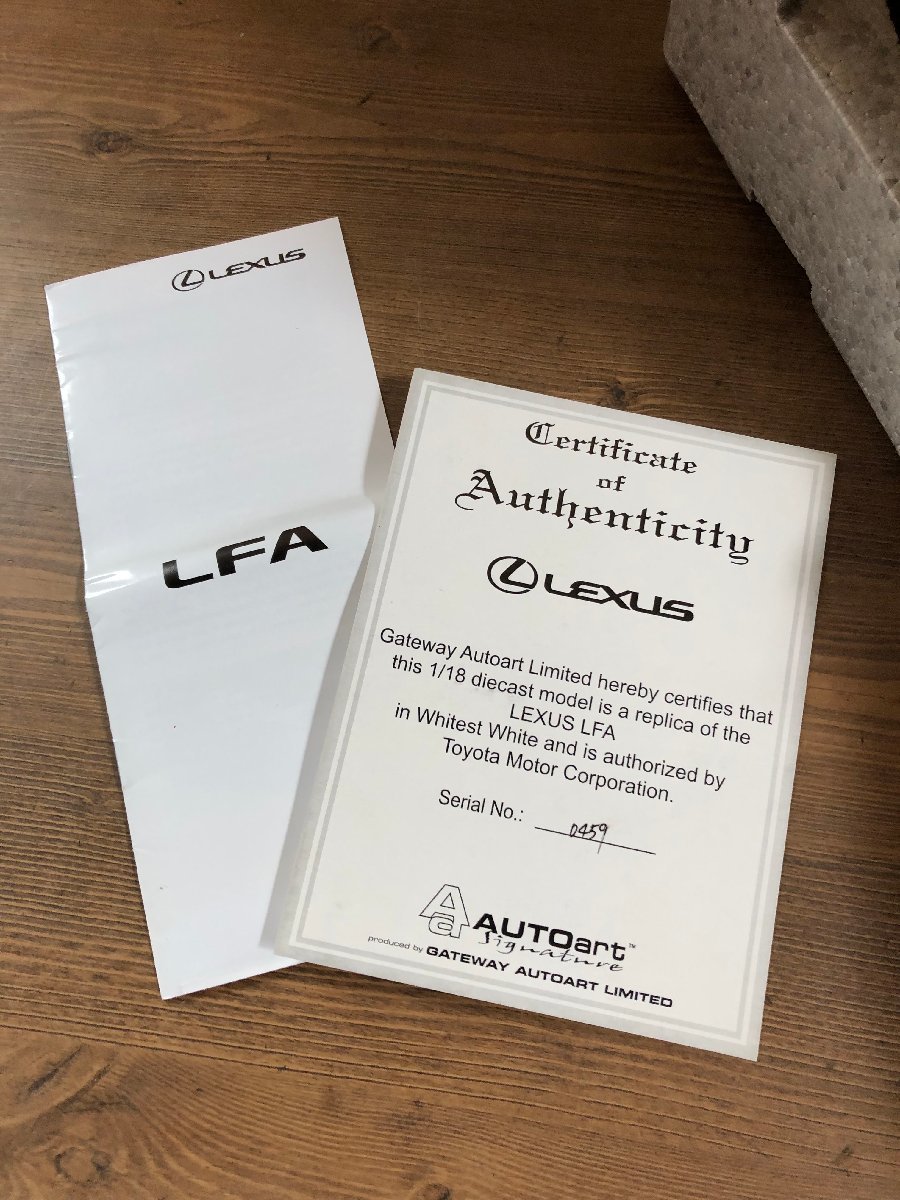 LEXUS
LFA
Certificate
of
Authenticity
LEXUS
Gateway Autoart Limited hereby certifies that
this 1/18 diecast model is a replica of the
LEXUS LFA
in Whitest White and is authorized by
Toyota Motor Corporation.
Serial No.: 0459
Aa AUTOart™
Signature
produced by GATEWAY AUTOART LIMITED